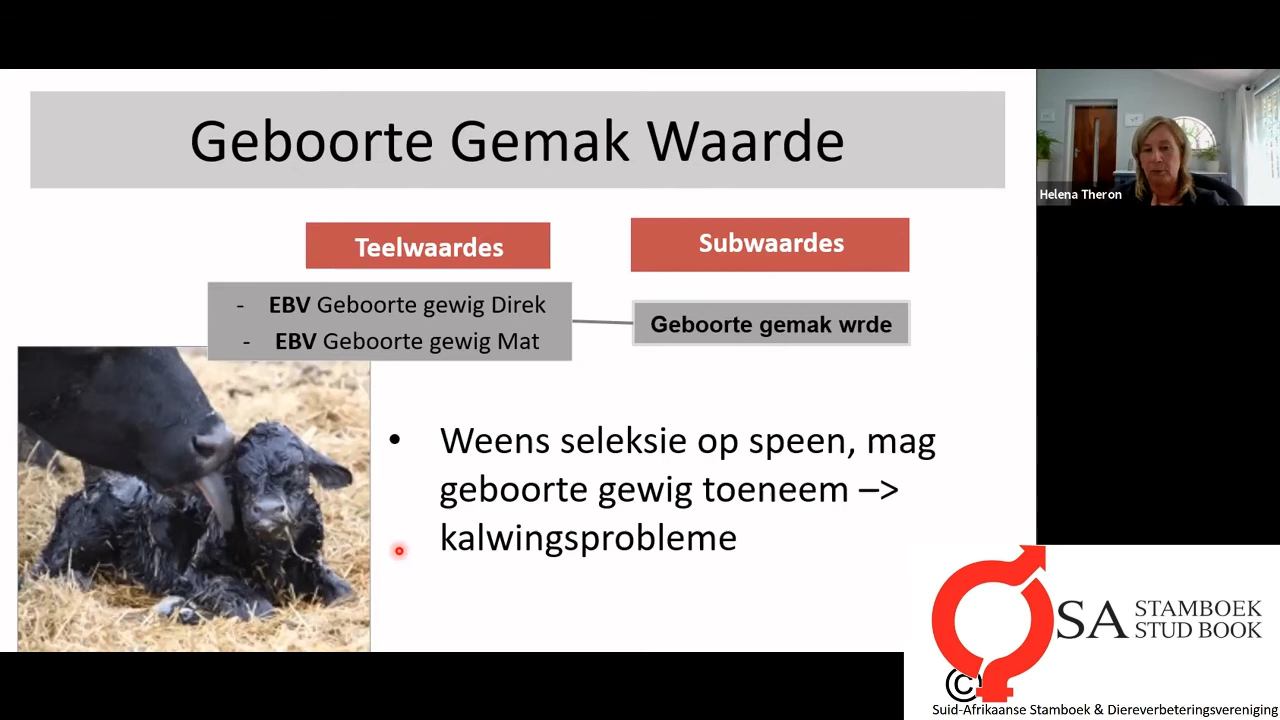 Geboorte Gemak Waarde
Teelwaardes
Subwaardes
- EBV Geboorte gewig Direk
- EBV Geboorte gewig Mat
Geboorte gemak wrde
• Weens seleksie op speen, mag
geboorte gewig toeneem –>
kalwingsprobleme
Helena Theron
SA STAMBOEK
STUD BOOK
©
Suid-Afrikaanse Stamboek & Diereverbeteringsvereniging